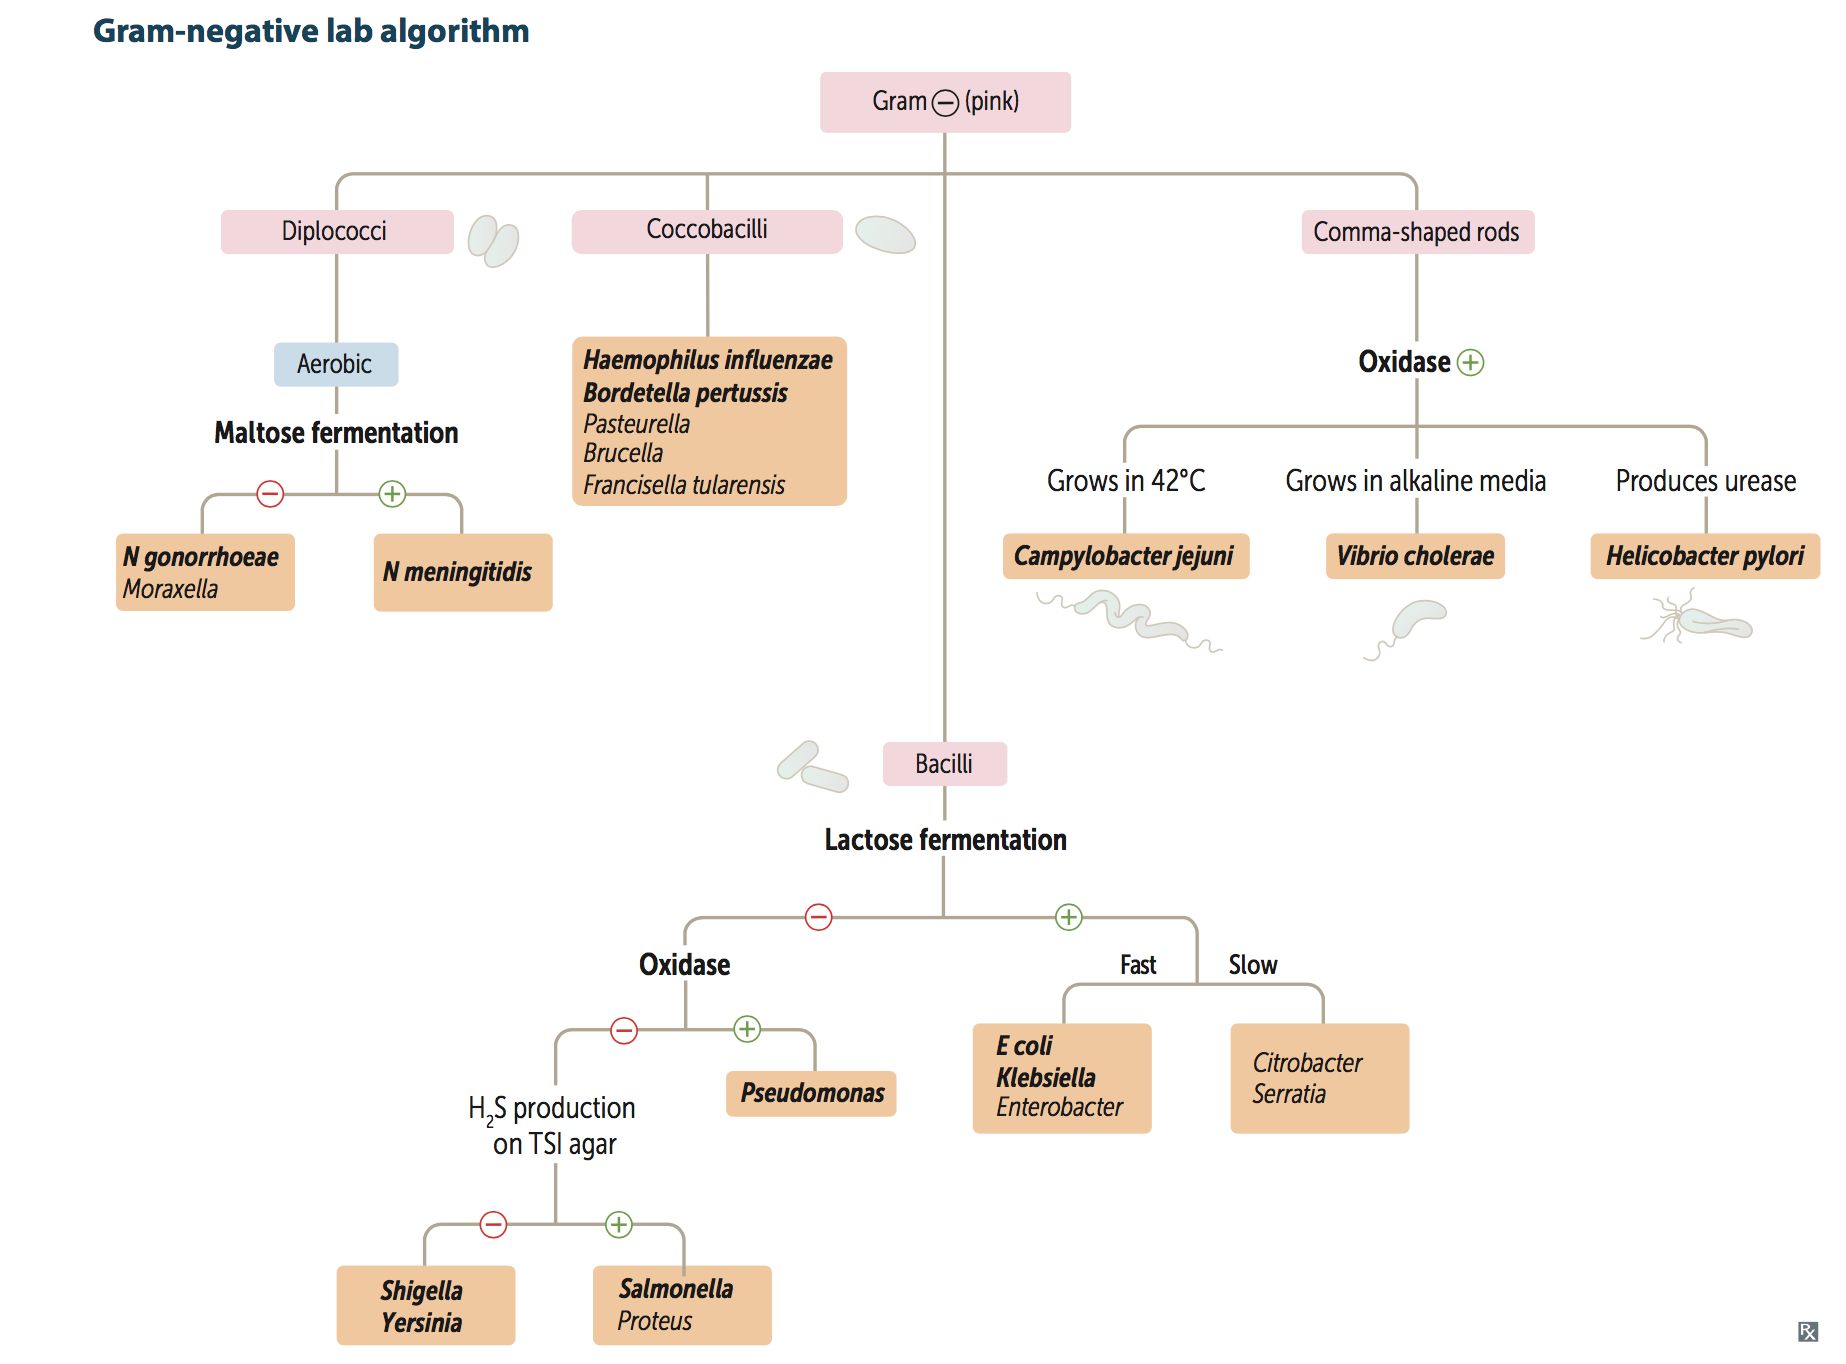 Gram-negative lab algorithm
Gram ⊖ (pink)
Diplococci
Coccobacilli
Comma-shaped rods
Aerobic
Maltose fermentation
− +
N gonorrhoeae
Moraxella
N meningitidis
Haemophilus influenzae
Bordetella pertussis
Pasteurella
Brucella
Francisella tularensis
Oxidase ⊕
Grows in 42°C
Grows in alkaline media
Produces urease
Campylobacter jejuni
Vibrio cholerae
Helicobacter pylori
Bacilli
Lactose fermentation
− +
Oxidase
Fast
Slow
− +
E coli
Klebsiella
Enterobacter
Citrobacter
Serratia
Pseudomonas
H₂S production
on TSI agar
− +
Shigella
Yersinia
Salmonella
Proteus
Rx